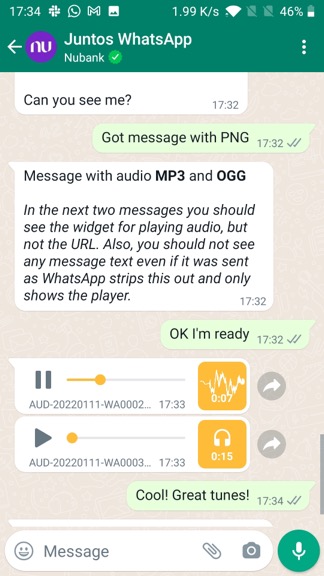 17:34 1.99 K/s 46%
nu Juntos WhatsApp
Nubank
Can you see me?
17:32
Got message with PNG 17:32
Message with audio MP3 and OGG
In the next two messages you should
see the widget for playing audio, but
not the URL. Also, you should not see
any message text even if it was sent
as WhatsApp strips this out and only
shows the player.
17:32
OK I'm ready 17:32
0:07
AUD-20220111-WA0002... 17:33
0:15
AUD-20220111-WA0003... 17:33
Cool! Great tunes! 17:34
Message